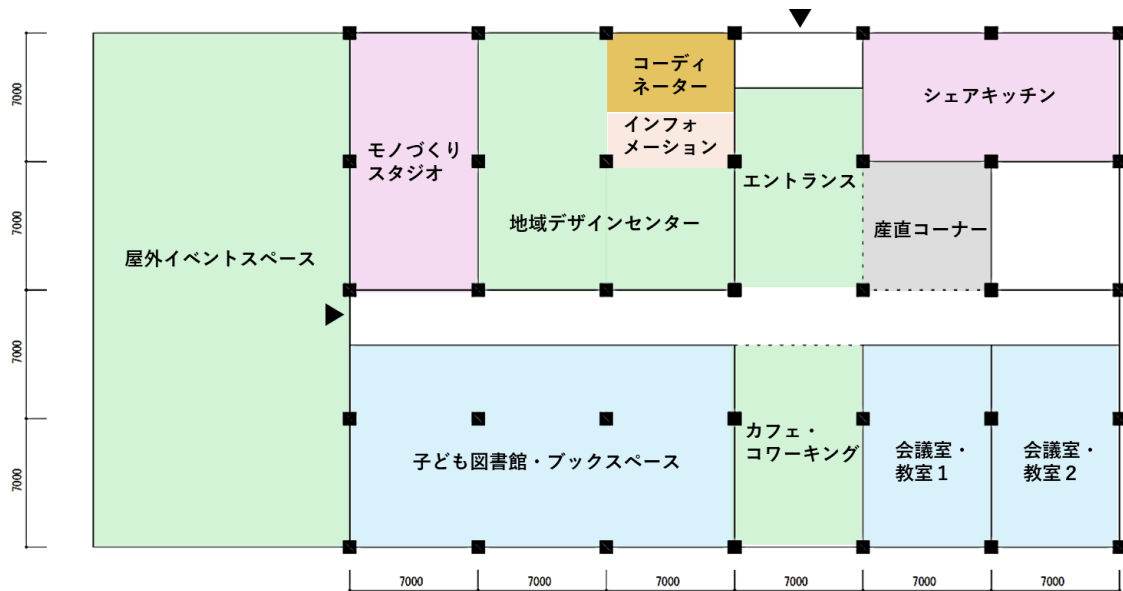 コーディ
ネーター
インフォ
メーション
シェアキッチン
モノづくり
スタジオ
エントランス
地域デザインセンター
産直コーナー
屋外イベントスペース
カフェ・
コワーキング
子ども図書館・ブックスペース
会議室・
教室1
会議室・
教室2
7000
7000
7000
7000
7000
7000
7000
7000
7000
7000